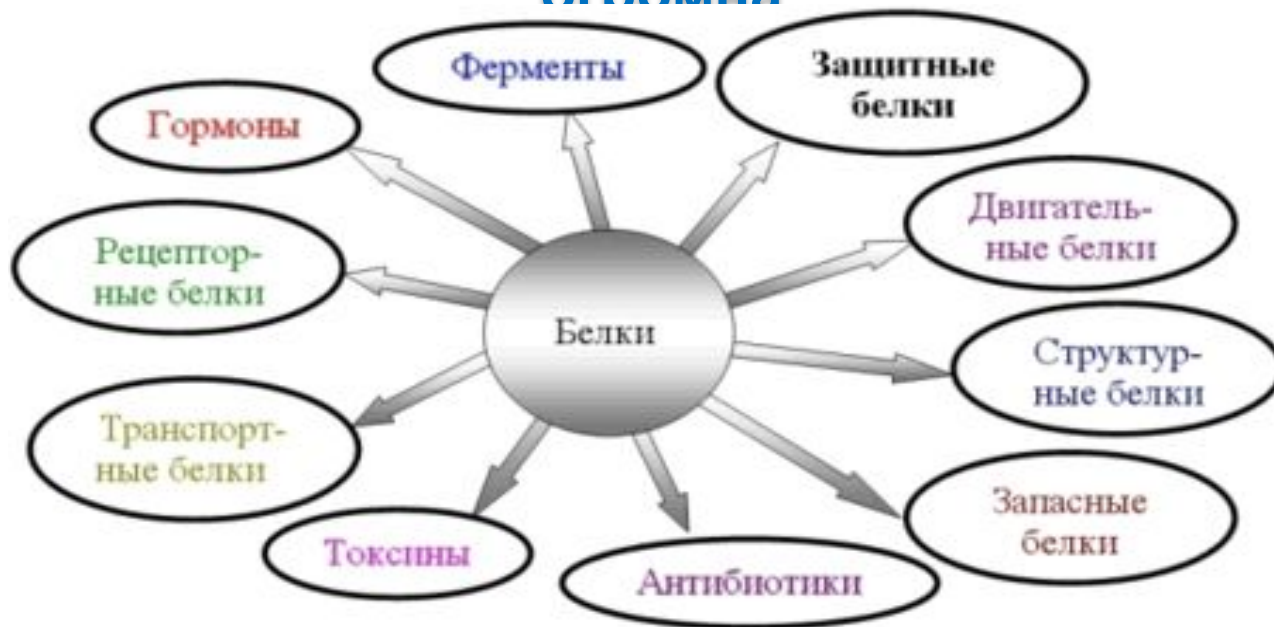 Ферменты
Защитные
белки
Гормоны
Двигатель-
ные белки
Рецептор-
ные белки
Белки
Структур-
ные белки
Транспорт-
ные белки
Запасные
белки
Токсины
Антибиотики